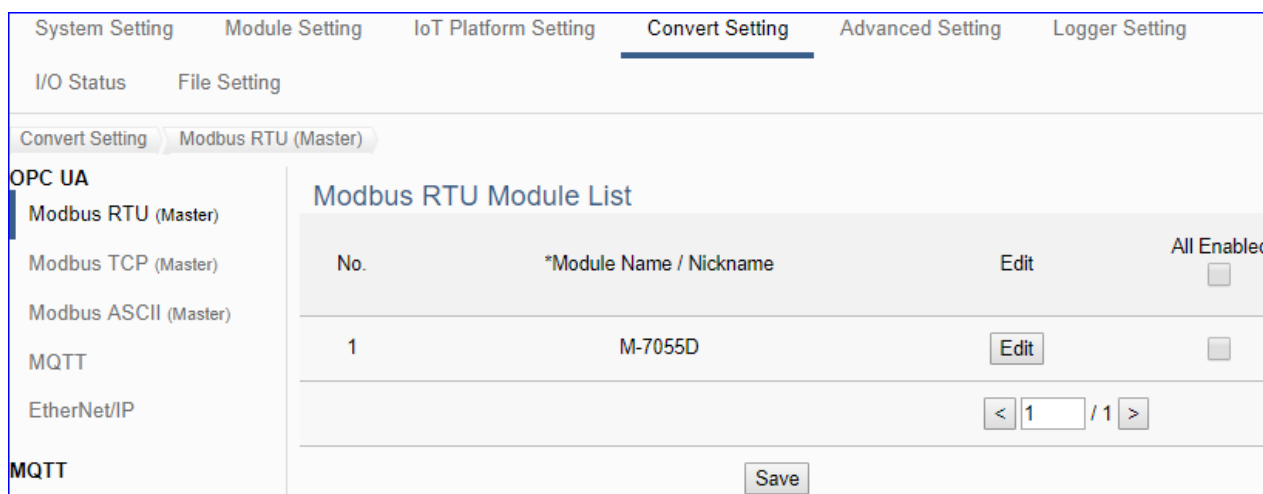 System Setting Module Setting IoT Platform Setting Convert Setting Advanced Setting Logger Setting
I/O Status File Setting
Convert Setting Modbus RTU (Master)
OPC UA
Modbus RTU (Master)
Modbus TCP (Master)
Modbus ASCII (Master)
MQTT
EtherNet/IP
MQTT
Modbus RTU Module List
No. *Module Name / Nickname Edit All Enabled
1 M-7055D Edit
< 1 / 1 >
Save